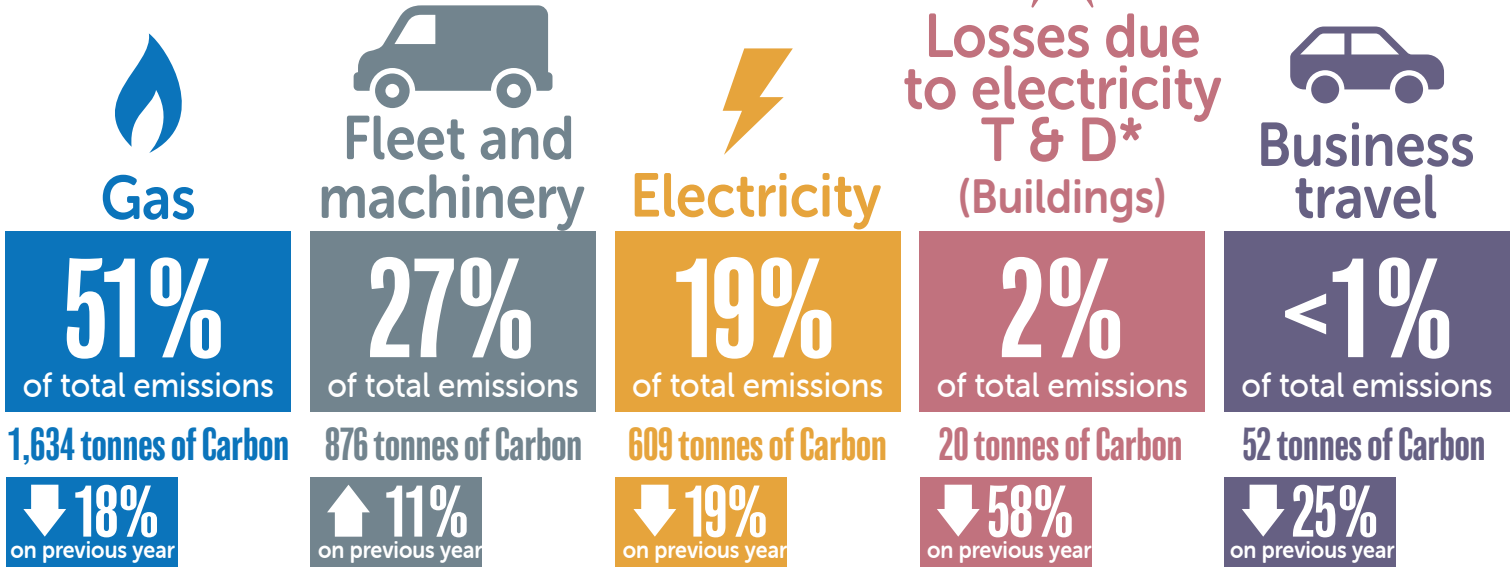 Gas
51%
of total emissions
1,634 tonnes of Carbon
18%
on previous year
Fleet and
machinery
27%
of total emissions
876 tonnes of Carbon
11%
on previous year
Electricity
19%
of total emissions
609 tonnes of Carbon
19%
on previous year
Losses due
to electricity
T & D*
(Buildings)
2%
of total emissions
20 tonnes of Carbon
58%
on previous year
Business
travel
<1%
of total emissions
52 tonnes of Carbon
25%
on previous year